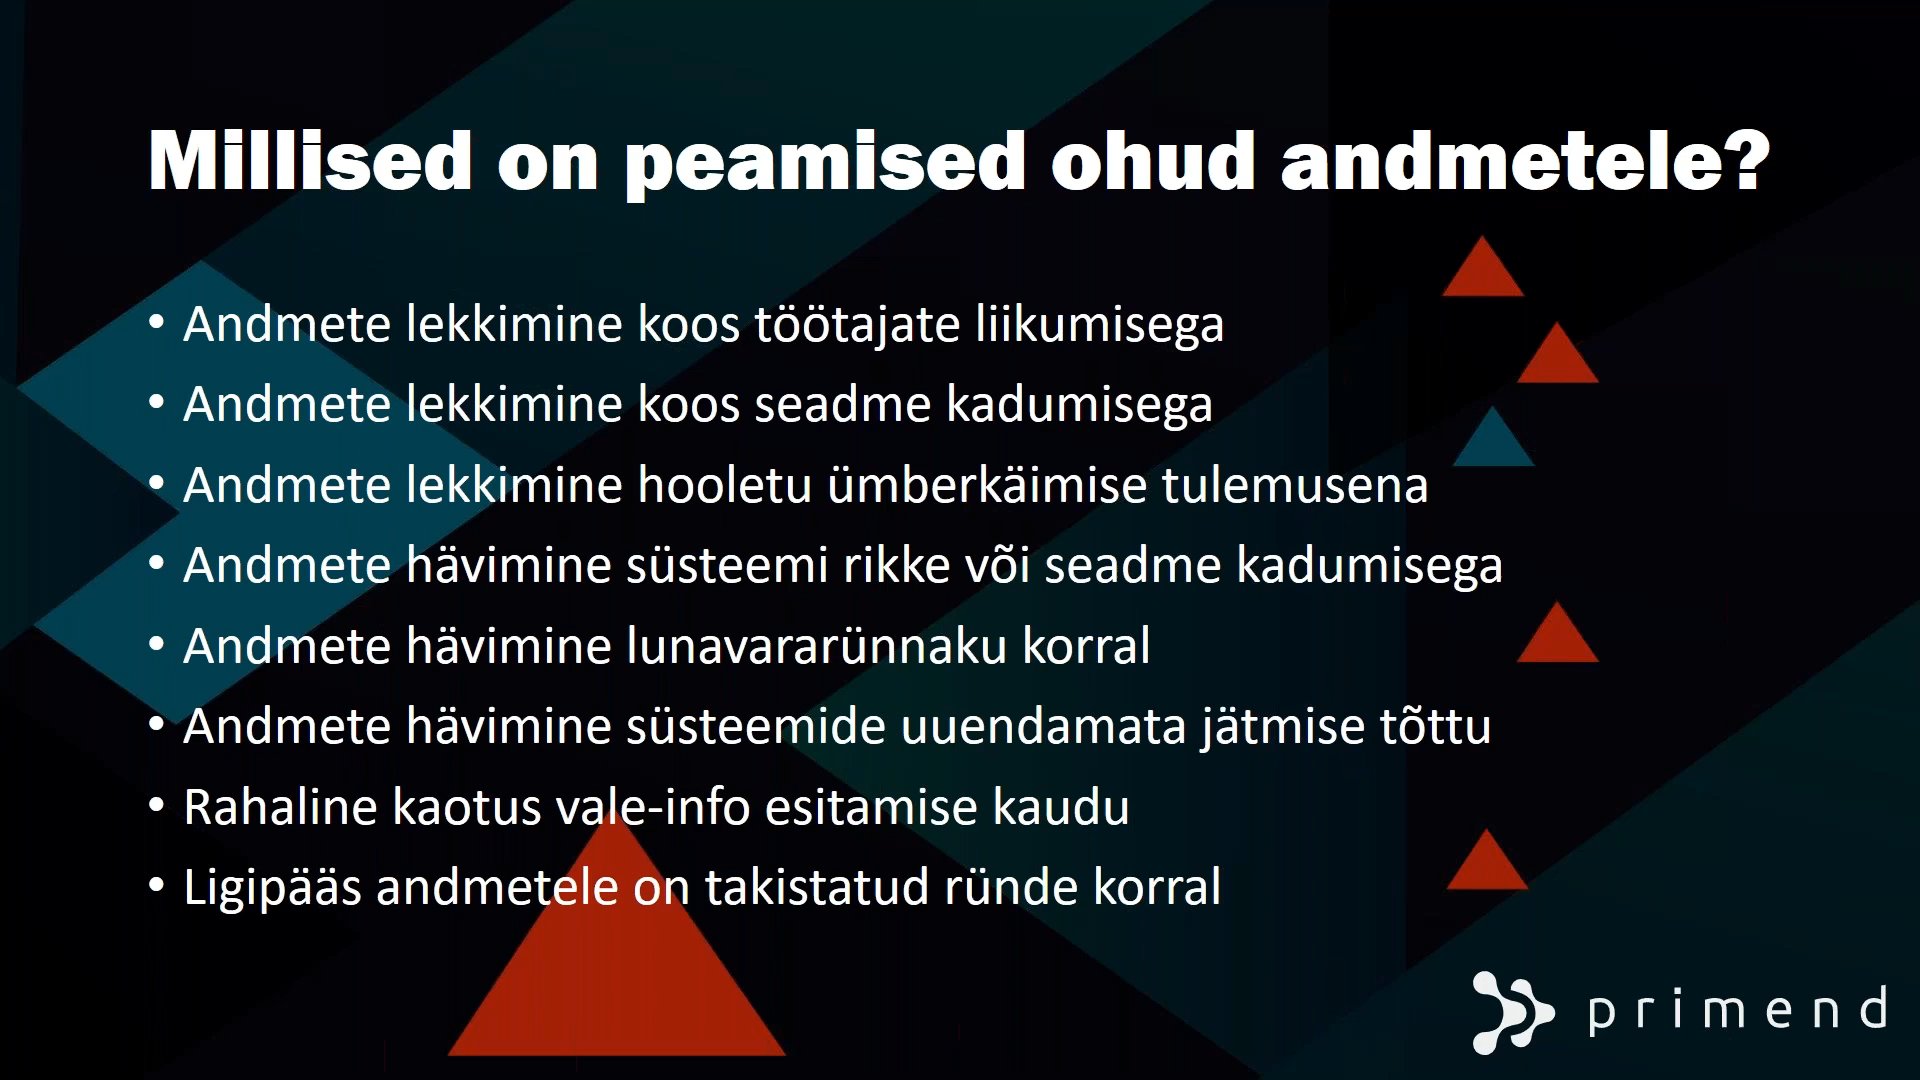 Millised on peamised ohud andmetele?
• Andmete lekkimine koos töötajate liikumisega
• Andmete lekkimine koos seadme kadumisega
• Andmete lekkimine hooletu ümberkäimise tulemusena
• Andmete hävimine süsteemi rikke või seadme kadumisega
• Andmete hävimine lunavararünnaku korral
• Andmete hävimine süsteemide uuendamata jätmise tõttu
• Rahaline kaotus vale-info esitamise kaudu
• Ligipääs andmetele on takistatud ründe korral
primend